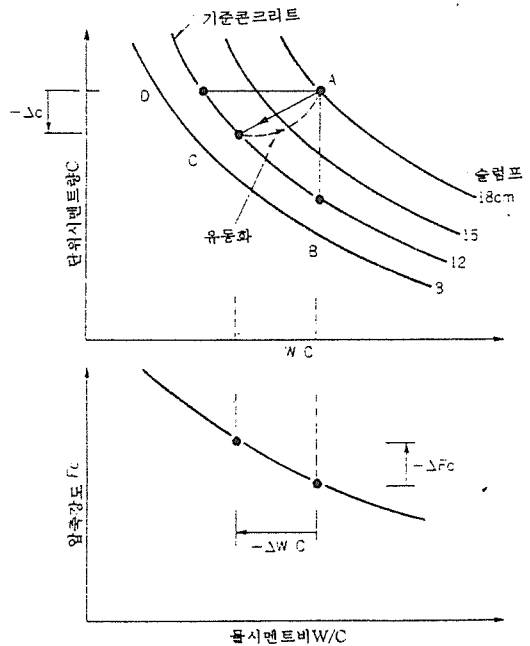 기준콘크리트
A
D
-Δc
단위시멘트량C
C
슬럼프
18cm
유동화
15
B
12
8
W C
압축강도 Fc
-ΔFc
-ΔW C
물시멘트비W/C